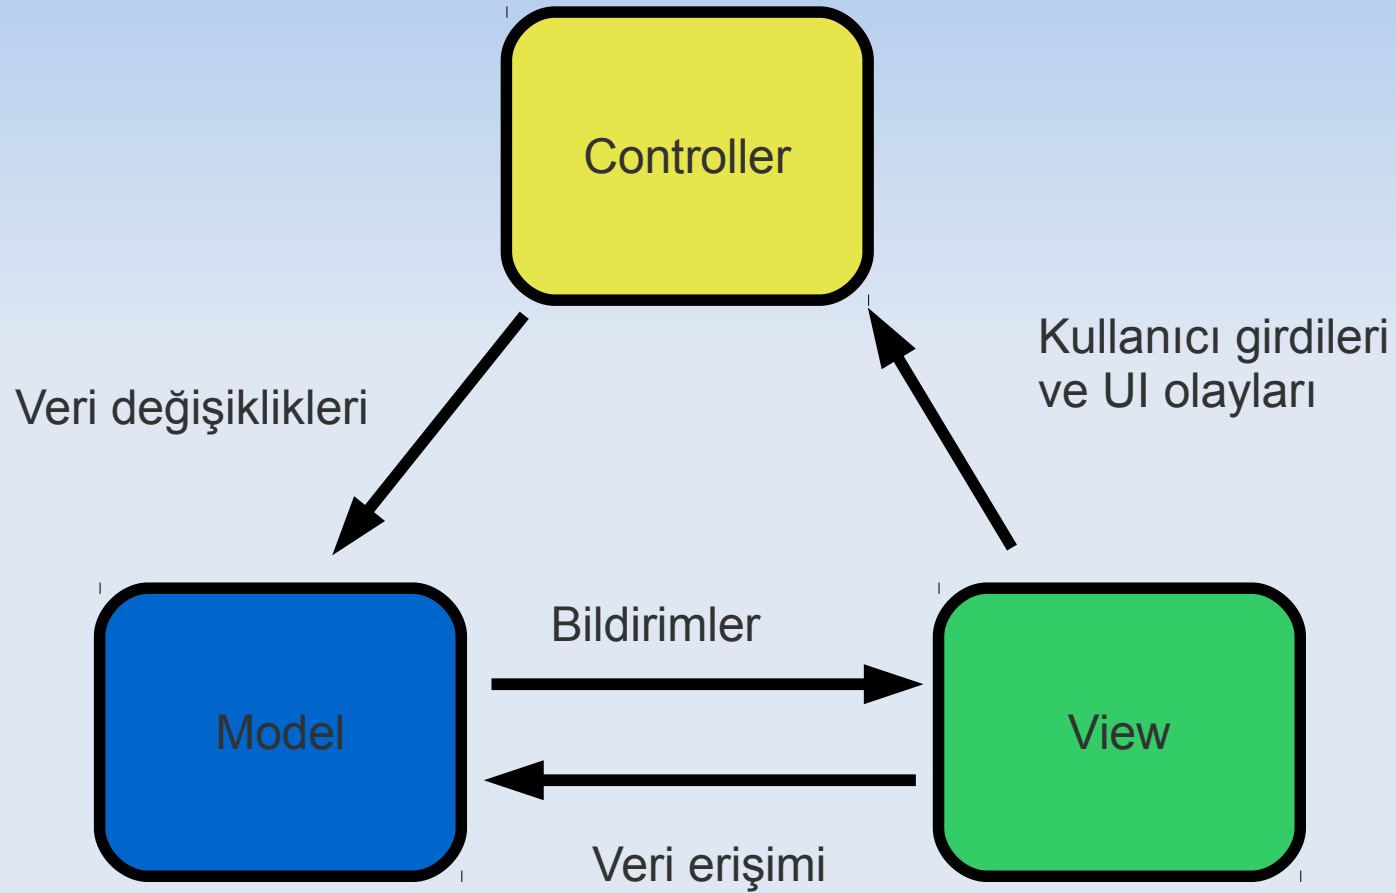 Controller
Kullanıcı girdileri
ve UI olayları
Veri değişiklikleri
Bildirimler
Model
View
Veri erişimi